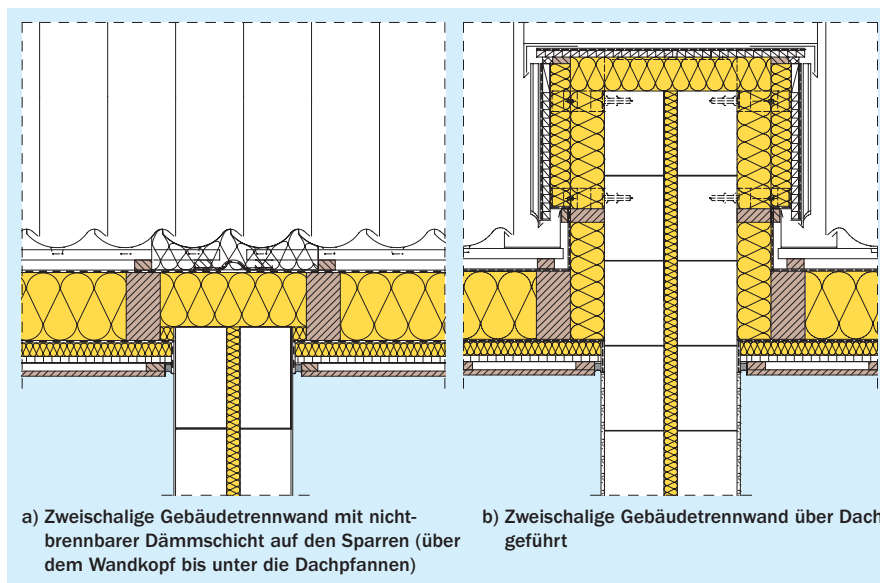 a) Zweischalige Gebäudetrennwand mit nicht-
brennbarer Dämmschicht auf den Sparren (über
dem Wandkopf bis unter die Dachpfannen)
b) Zweischalige Gebäudetrennwand über Dach
geführt